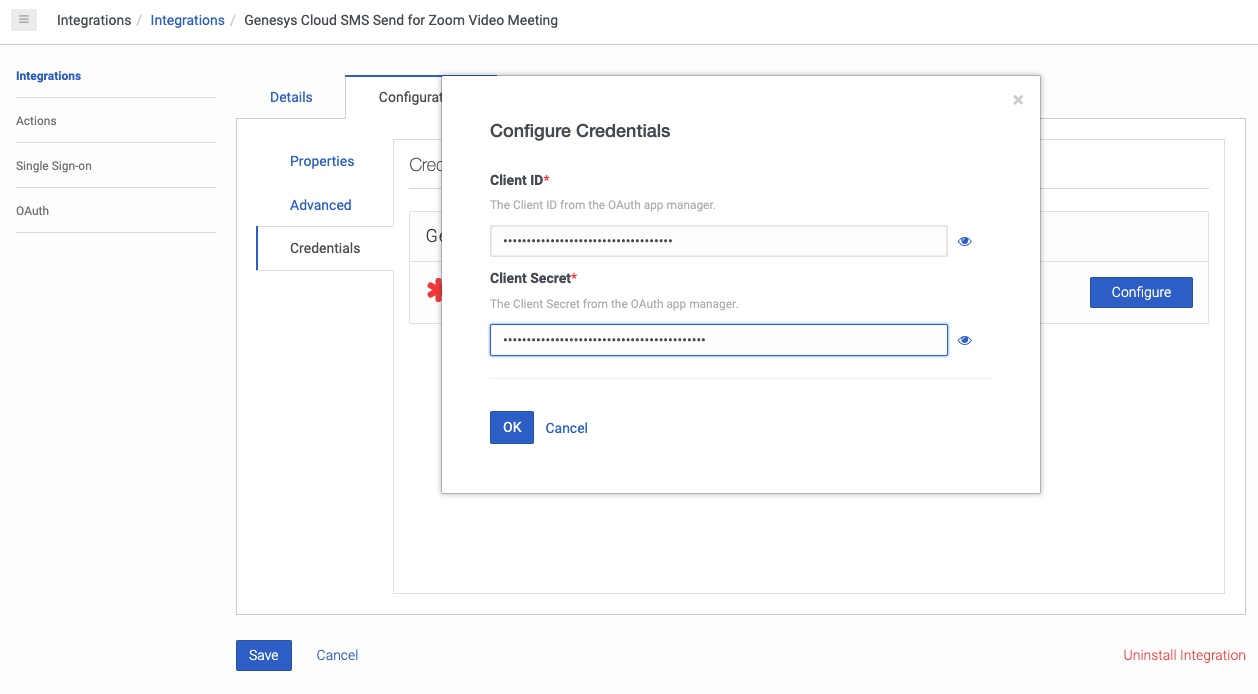 Integrations / Integrations / Genesys Cloud SMS Send for Zoom Video Meeting
Integrations
Actions
Single Sign-on
OAuth
Details
Configurat
Properties
Advanced
Credentials
Cred
Ge
Configure
Configure Credentials
Client ID*
The Client ID from the OAuth app manager.
••••••••••••••••••••••••••••••••••••
Client Secret*
The Client Secret from the OAuth app manager.
•••••••••••••••••••••••••••••••••••••••••••
OK
Cancel
Save
Cancel
Uninstall Integration